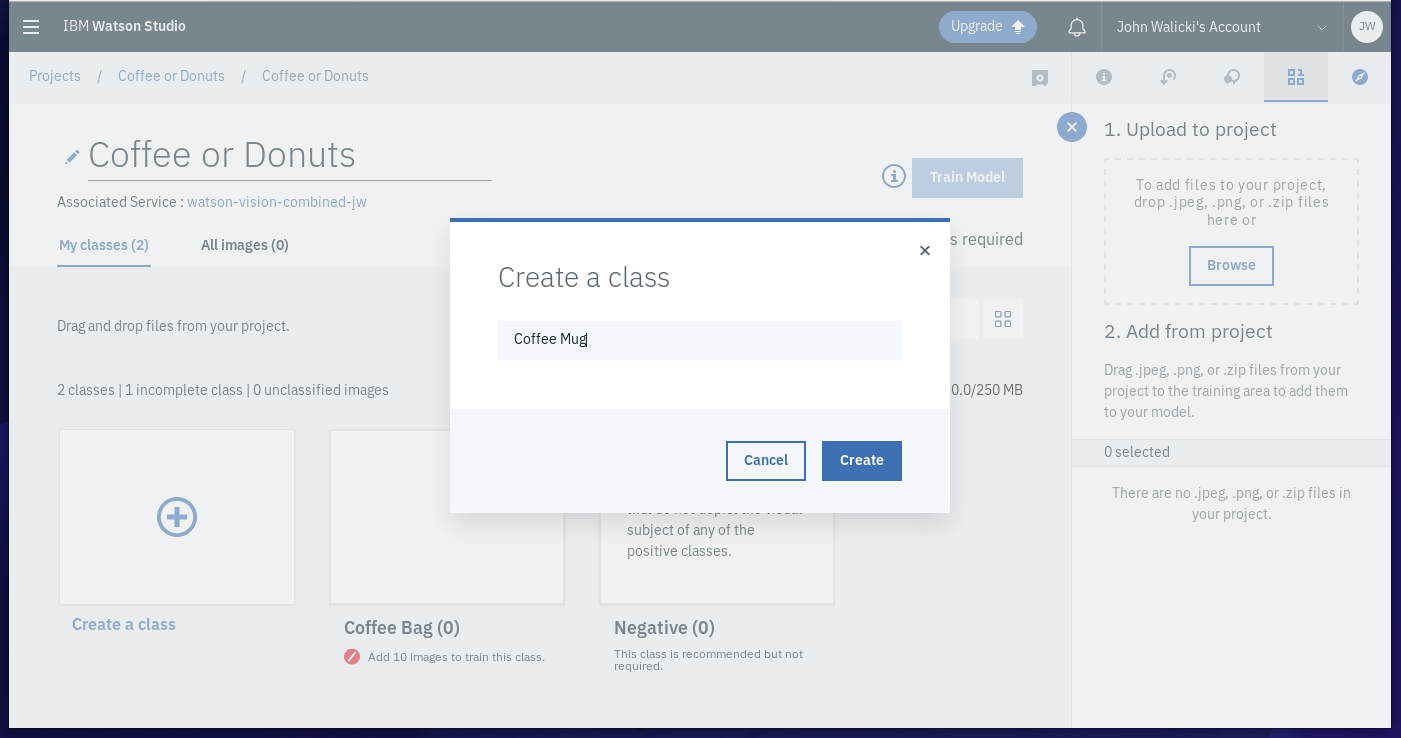 IBM Watson Studio
Upgrade
John Walicki's Account
JW
Projects / Coffee or Donuts / Coffee or Donuts
Coffee or Donuts
Train Model
Associated Service : watson-vision-combined-jw
My classes (2)
All images (0)
s required
Drag and drop files from your project.
2 classes | 1 incomplete class | 0 unclassified images
0.0/250 MB
Create a class
Coffee Mug
Cancel
Create
that do not depict the visual
subject of any of the
positive classes.
Create a class
Coffee Bag (0)
Add 10 images to train this class.
Negative (0)
This class is recommended but not
required.
1. Upload to project
To add files to your project,
drop .jpeg, .png, or .zip files
here or
Browse
2. Add from project
Drag .jpeg, .png, or .zip files from your
project to the training area to add them
to your model.
0 selected
There are no .jpeg, .png, or .zip files in
your project.